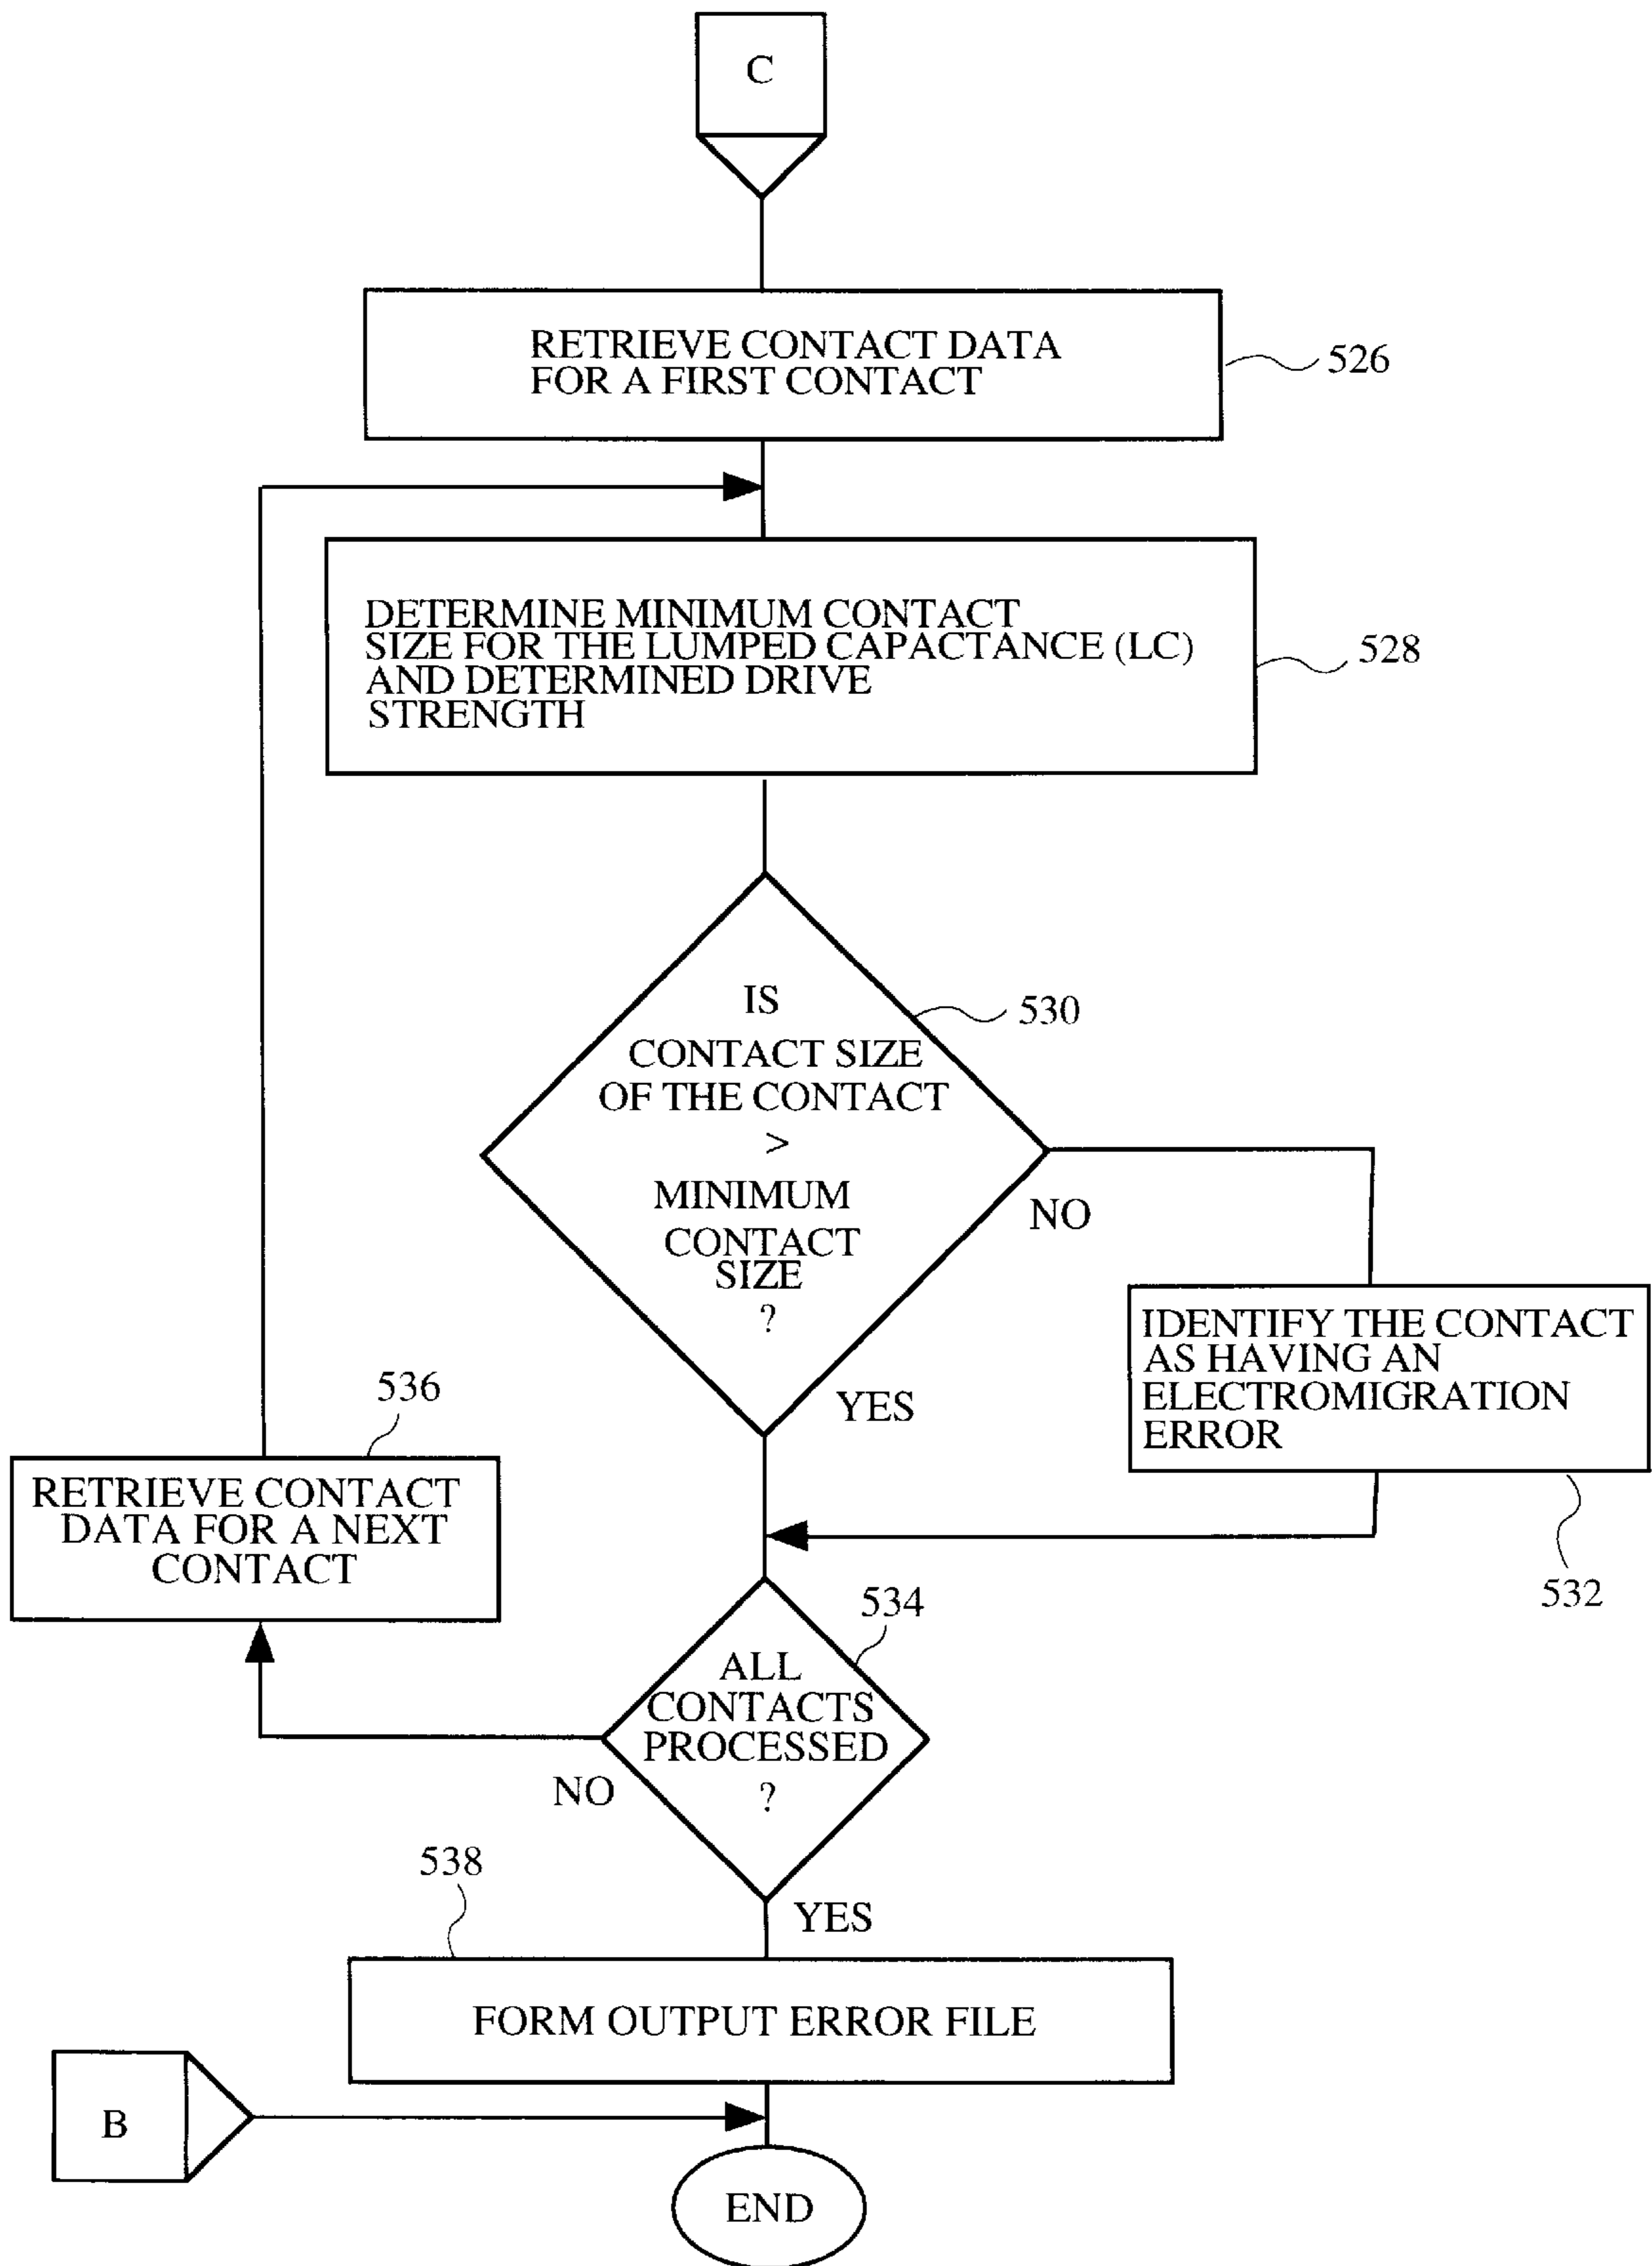 C
RETRIEVE CONTACT DATA
FOR A FIRST CONTACT
526
DETERMINE MINIMUM CONTACT
SIZE FOR THE LUMPED CAPACTANCE (LC)
AND DETERMINED DRIVE
STRENGTH
528
IS
CONTACT SIZE
OF THE CONTACT
>
MINIMUM
CONTACT
SIZE
?
530
NO
YES
IDENTIFY THE CONTACT
AS HAVING AN
ELECTROMIGRATION
ERROR
532
536
RETRIEVE CONTACT
DATA FOR A NEXT
CONTACT
534
ALL
CONTACTS
PROCESSED
?
NO
YES
538
FORM OUTPUT ERROR FILE
B
END